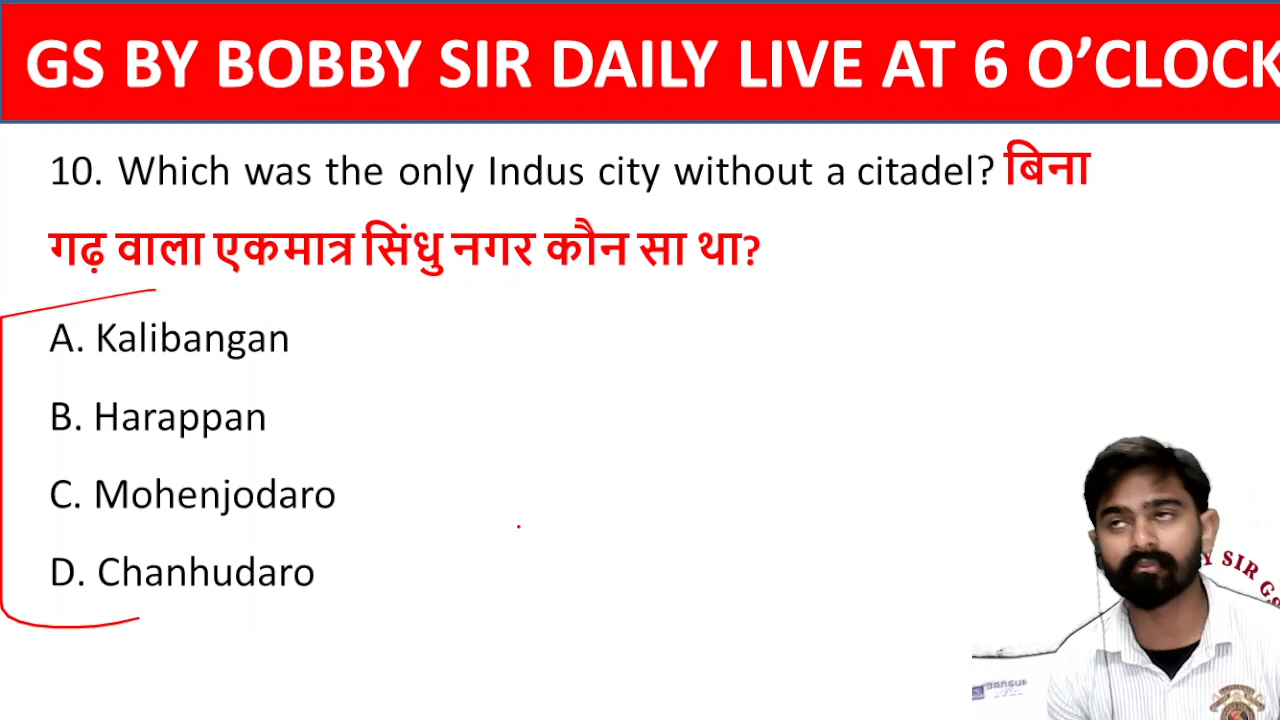 GS BY BOBBY SIR DAILY LIVE AT 6 O’CLOCK
10. Which was the only Indus city without a citadel? बिना
गढ़ वाला एकमात्र सिंधु नगर कौन सा था?
A. Kalibangan
B. Harappan
C. Mohenjodaro
D. Chanhudaro
Y SIR